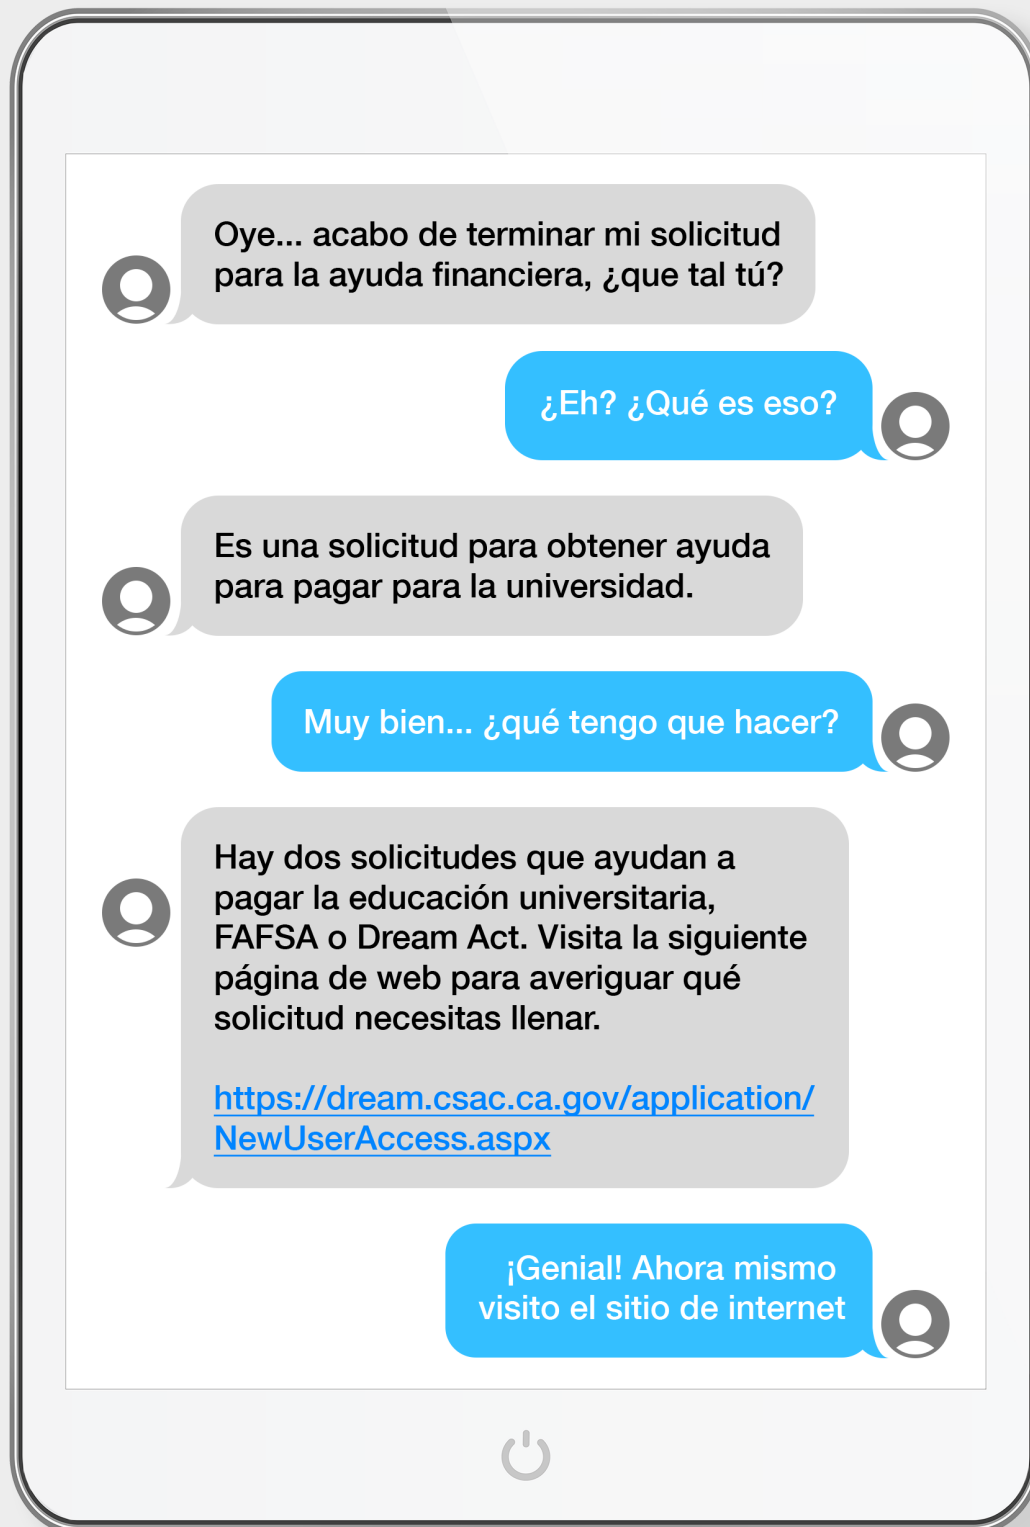 Oye... acabo de terminar mi solicitud
para la ayuda financiera, ¿que tal tú?
¿Eh? ¿Qué es eso?
Es una solicitud para obtener ayuda
para pagar para la universidad.
Muy bien... ¿qué tengo que hacer?
Hay dos solicitudes que ayudan a
pagar la educación universitaria,
FAFSA o Dream Act. Visita la siguiente
página de web para averiguar qué
solicitud necesitas llenar.
https://dream.csac.ca.gov/application/
NewUserAccess.aspx
¡Genial! Ahora mismo
visito el sitio de internet